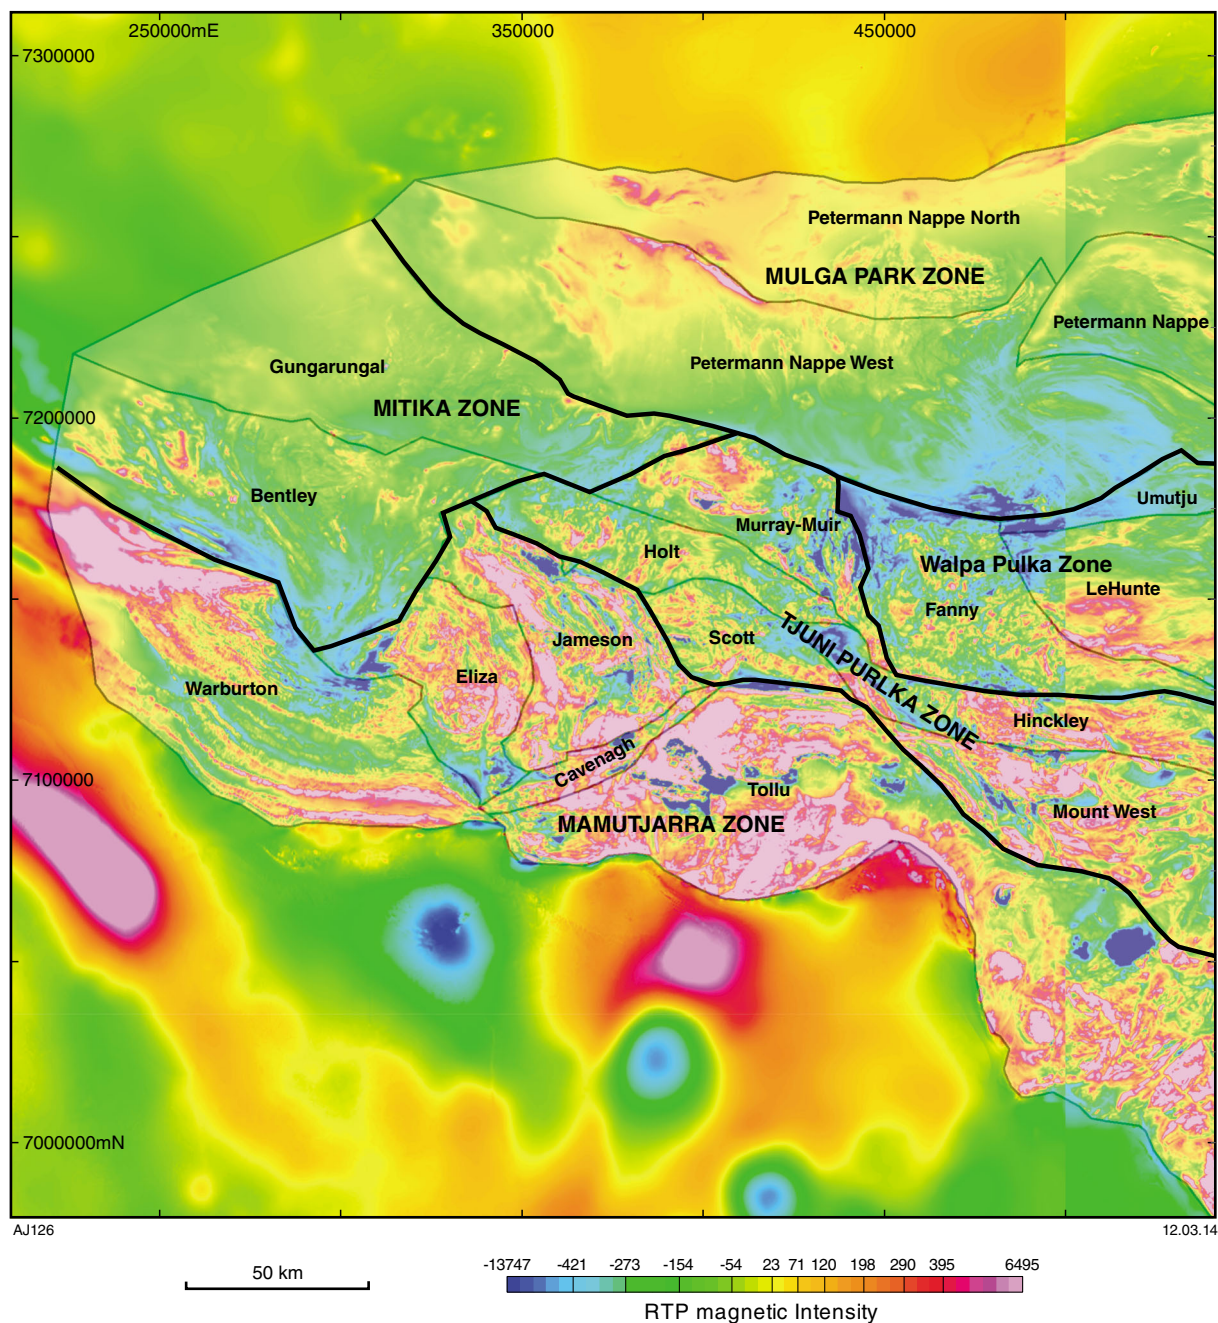 250000mE 350000 450000
7300000
Petermann Nappe North
MULGA PARK ZONE
Petermann Nappe
Petermann Nappe West
Gungarungal
MITIKA ZONE
7200000
Bentley
Umutju
Murray-Muir
Holt
Walpa Pulka Zone
LeHunte
Fanny
Scott
Jameson
TJUNI PURLKA ZONE
Eliza
Warburton
Hinckley
Cavenagh
7100000
Tollu
Mount West
MAMUTJARRA ZONE
7000000mN
AJ126 12.03.14
50 km
-13747 -421 -273 -154 -54 23 71 120 198 290 395 6495
RTP magnetic Intensity